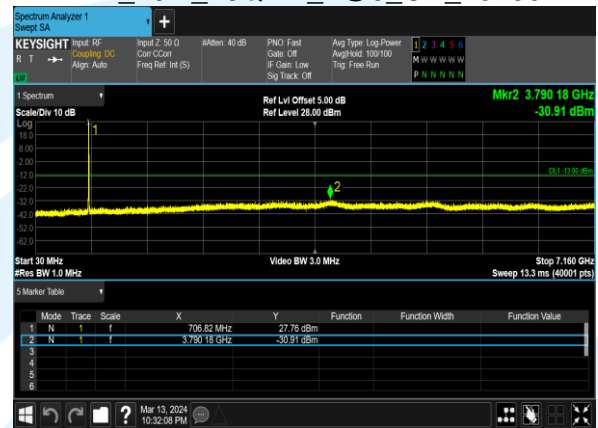 Spectrum Analyzer 1
Swept SA
KEYSIGHT Input: RF Input Z: 50 Ω #Atten: 40 dB PNO: Fast Avg Type: Log-Power 1 2 3 4 5 6
R T Coupling: DC Corr CCorr Gate: Off Avg|Hold: 100/100 M W W W W W
Align: Auto Freq Ref: Int (S) IF Gain: Low Trig: Free Run
Sig Track: Off P N N N N N
1 Spectrum
Ref Lvl Offset 5.00 dB Mkr2 3.790 18 GHz
Scale/Div 10 dB Ref Level 28.00 dBm -30.91 dBm
Log
18.0 1
8.00
-2.00
DL1 -13.00 dBm
-12.0
-22.0 2
-32.0
-42.0
-52.0
-62.0
Start 30 MHz Video BW 3.0 MHz Stop 7.160 GHz
#Res BW 1.0 MHz Sweep 13.3 ms (40001 pts)
5 Marker Table
Mode Trace Scale X Y Function Function Width Function Value
1 N 1 f 706.82 MHz 27.76 dBm
2 N 1 f 3.790 18 GHz -30.91 dBm
3
4
5
6
Mar 13, 2024
10:32:08 PM